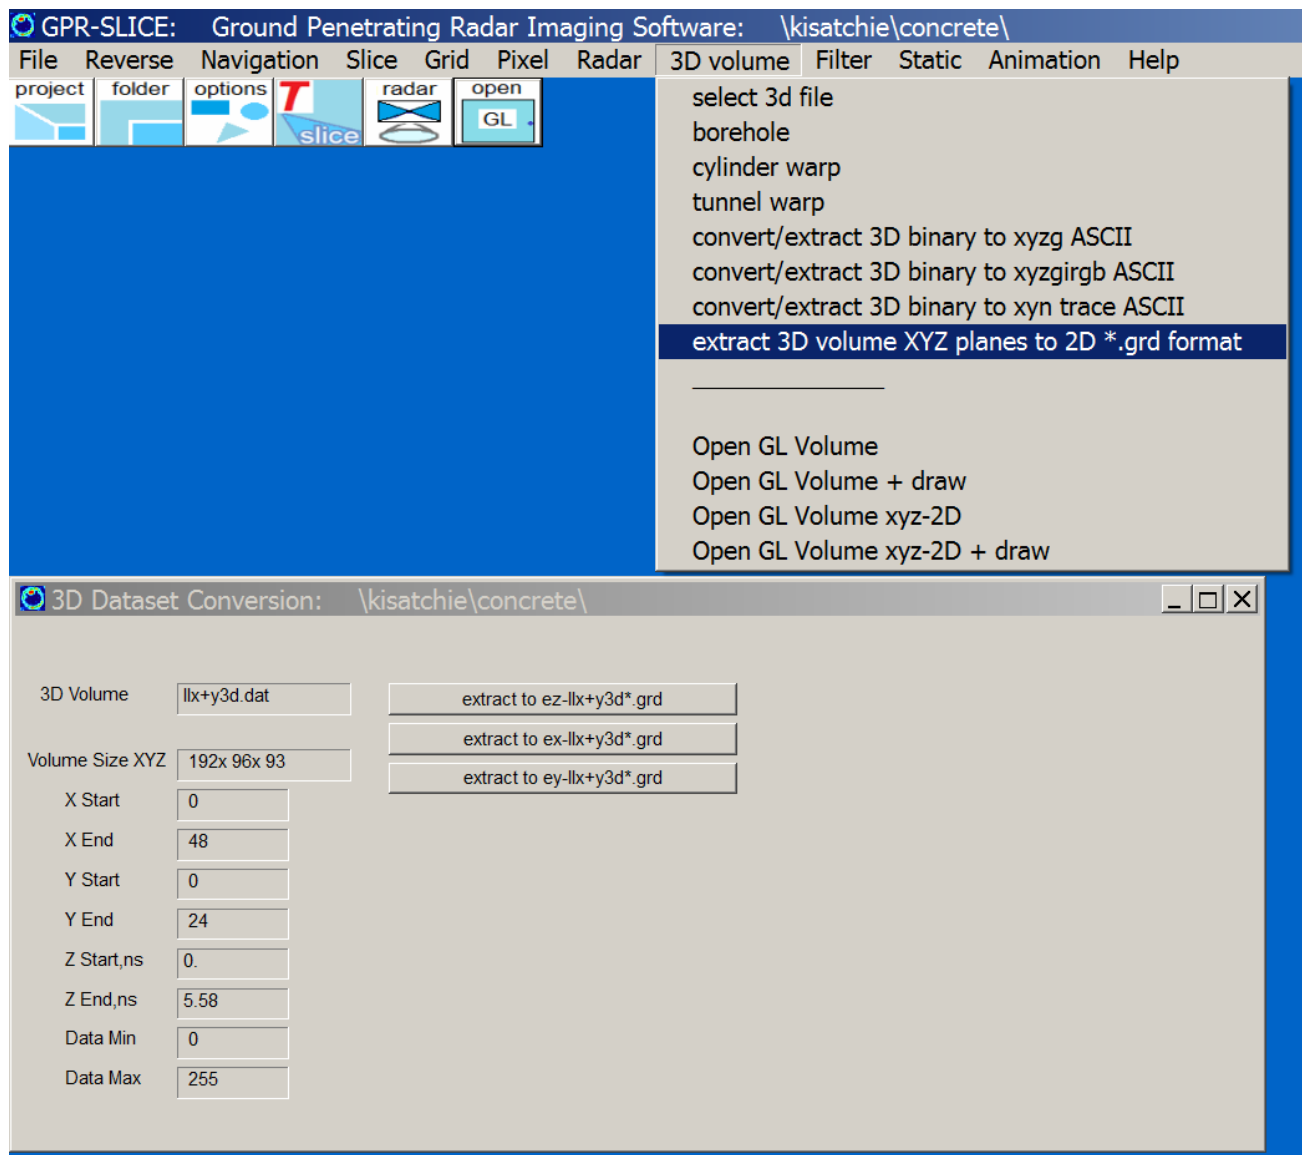 GPR-SLICE: Ground Penetrating Radar Imaging Software: \kisatchie\concrete\
File Reverse Navigation Slice Grid Pixel Radar 3D volume Filter Static Animation Help
project folder options T slice radar open GL
select 3d file
borehole
cylinder warp
tunnel warp
convert/extract 3D binary to xyzg ASCII
convert/extract 3D binary to xyzgirgb ASCII
convert/extract 3D binary to xyn trace ASCII
extract 3D volume XYZ planes to 2D *.grd format
Open GL Volume
Open GL Volume + draw
Open GL Volume xyz-2D
Open GL Volume xyz-2D + draw
3D Dataset Conversion: \kisatchie\concrete\
3D Volume llx+y3d.dat extract to ez-llx+y3d*.grd
extract to ex-llx+y3d*.grd
Volume Size XYZ 192x 96x 93
extract to ey-llx+y3d*.grd
X Start 0
X End 48
Y Start 0
Y End 24
Z Start,ns 0.
Z End,ns 5.58
Data Min 0
Data Max 255